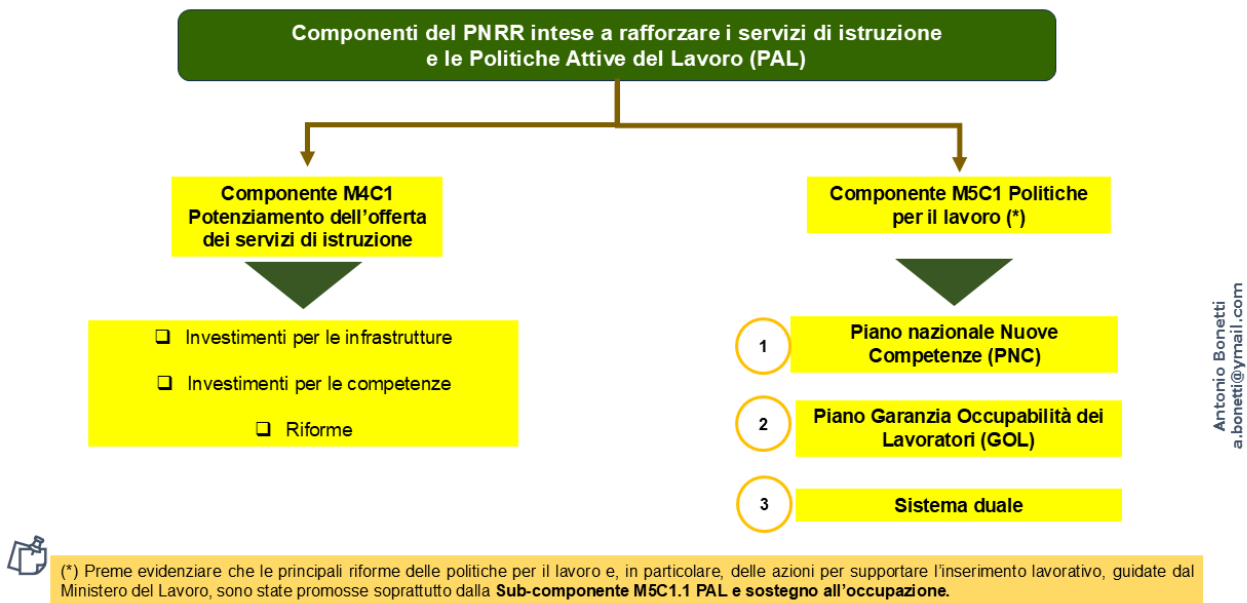 Componenti del PNRR intese a rafforzare i servizi di istruzione
e le Politiche Attive del Lavoro (PAL)
Componente M4C1
Potenziamento dell'offerta
dei servizi di istruzione
Investimenti per le infrastrutture
Investimenti per le competenze
Riforme
Componente M5C1 Politiche
per il lavoro (*)
1
Piano nazionale Nuove
Competenze (PNC)
2
Piano Garanzia Occupabilità dei
Lavoratori (GOL)
3
Sistema duale
Antonio Bonetti
a.bonetti@ymail.com
(*) Preme evidenziare che le principali riforme delle politiche per il lavoro e, in particolare, delle azioni per supportare l'inserimento lavorativo, guidate dal
Ministero del Lavoro, sono state promosse soprattutto dalla Sub-componente M5C1.1 PAL e sostegno all'occupazione.